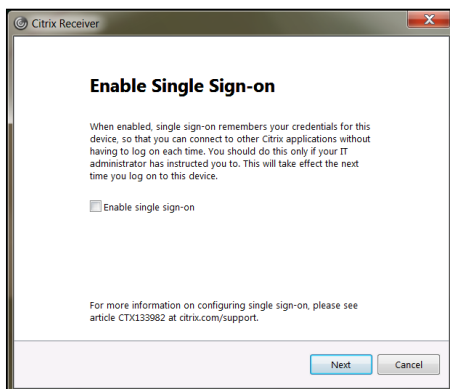 Citrix Receiver
Enable Single Sign-on
When enabled, single sign-on remembers your credentials for this
device, so that you can connect to other Citrix applications without
having to log on each time. You should do this only if your IT
administrator has instructed you to. This will take effect the next
time you log on to this device.
Enable single sign-on
For more information on configuring single sign-on, please see
article CTX133982 at citrix.com/support.
Next Cancel